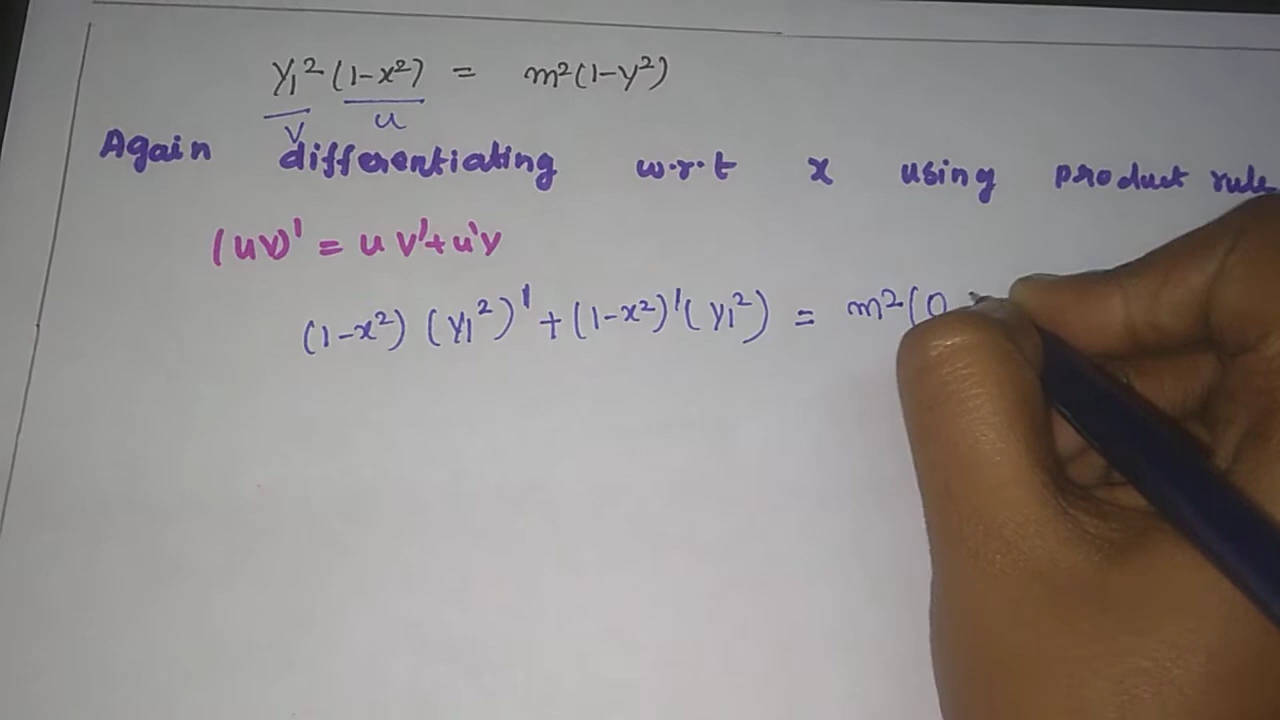 y₁²(1-x²) = m²(1-y²)
v u
Again differentiating w.r.t x using product rule
(uv)' = u v'+u'v
(1-x²) (y₁²)' + (1-x²)'(y₁²) = m²(0 -